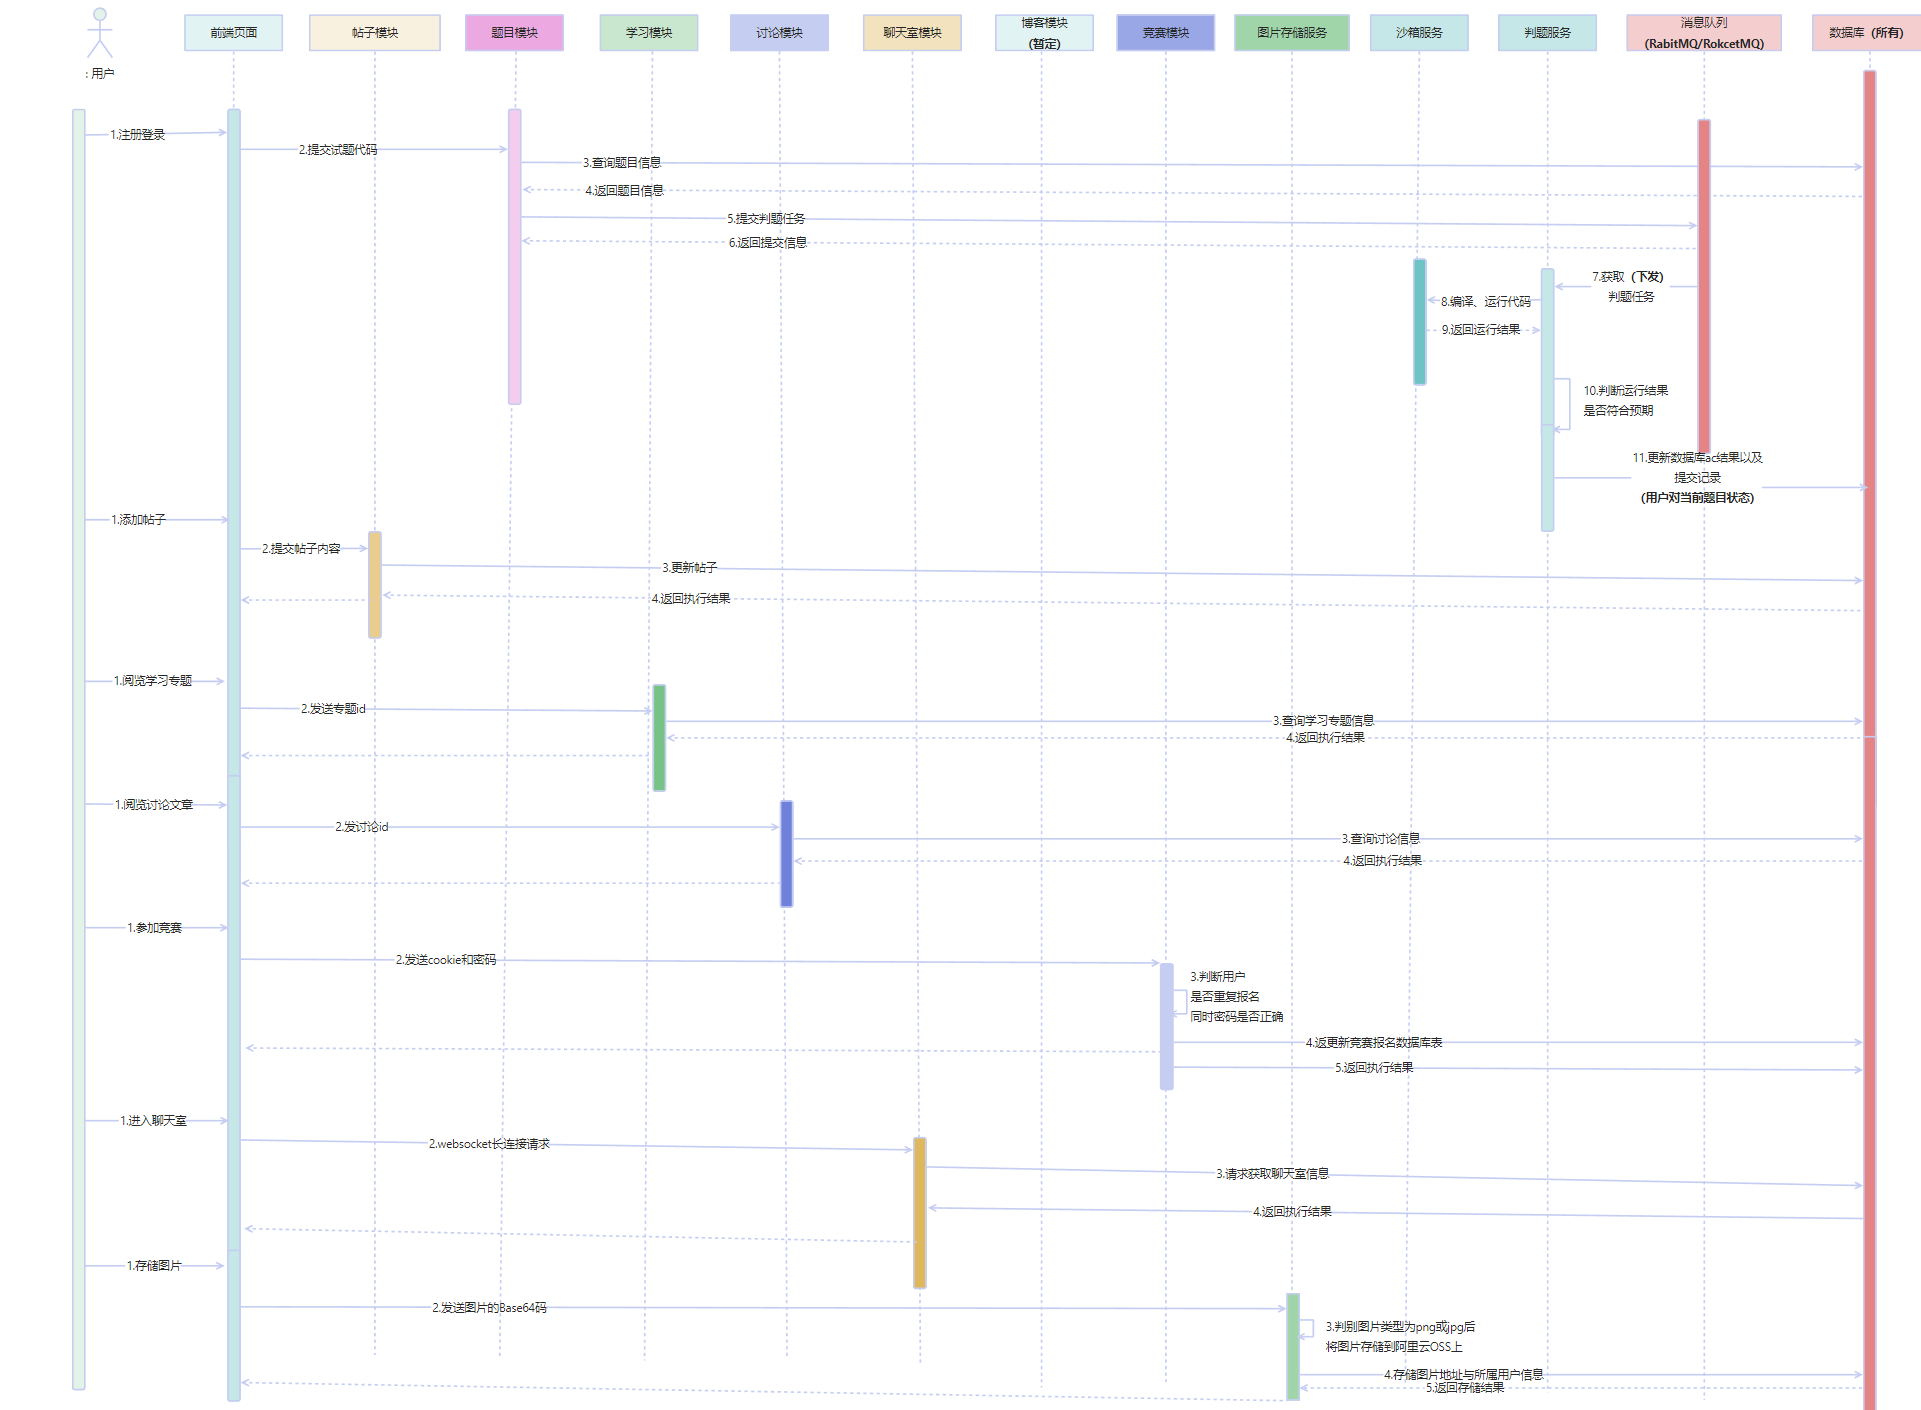 前端页面
帖子模块
题目模块
学习模块
讨论模块
聊天室模块
博客模块
(暂定)
竞赛模块
图片存储服务
沙箱服务
判题服务
消息队列
(RabitMQ/RokcetMQ)
数据库（所有）
: 用户
1.注册登录
2.提交试题代码
3.查询题目信息
4.返回题目信息
5.提交判题任务
6.返回提交信息
7.获取（下发）
判题任务
8.编译、运行代码
9.返回运行结果
10.判断运行结果
是否符合预期
11.更新数据库ac结果以及
提交记录
(用户对当前题目状态)
1.添加帖子
2.提交帖子内容
3.更新帖子
4.返回执行结果
1.阅览学习专题
2.发送专题id
3.查询学习专题信息
4.返回执行结果
1.阅览讨论文章
2.发讨论id
3.查询讨论信息
4.返回执行结果
1.参加竞赛
2.发送cookie和密码
3.判断用户
是否重复报名
同时密码是否正确
4.返更新竞赛报名数据库表
5.返回执行结果
1.进入聊天室
2.websocket长连接请求
3.请求获取聊天室信息
4.返回执行结果
1.存储图片
2.发送图片的Base64码
3.判别图片类型为png或jpg后
将图片存储到阿里云OSS上
4.存储图片地址与所属用户信息
5.返回存储结果